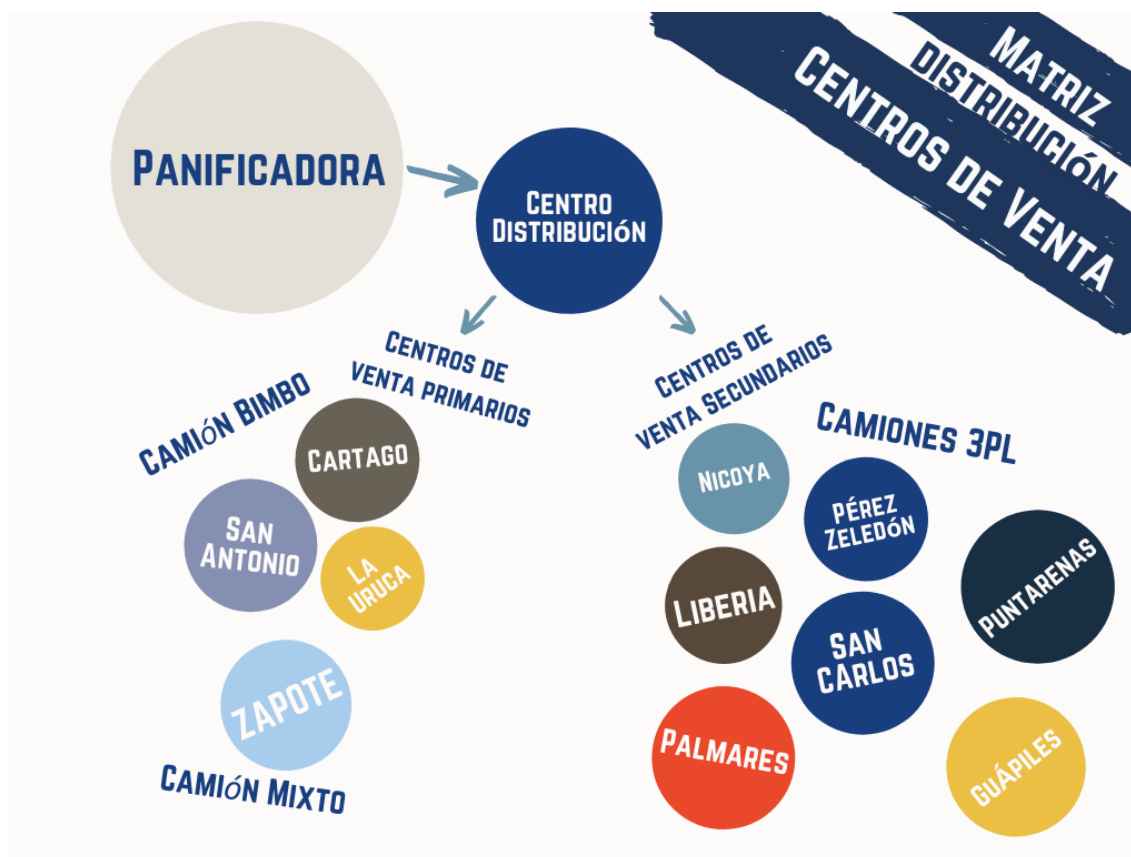 Matriz
distribución
Centros de Venta
Panificadora
Centro
Distribución
Centros de
venta primarios
Centros de
venta Secundarios
Camión Bimbo
Cartago
San
Antonio
La
Uruca
Zapote
Camión Mixto
Camiones 3PL
Nicoya
Pérez
Zeledón
Puntarenas
Liberia
San
CArlos
Palmares
Guápiles